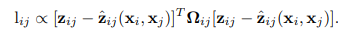 l_{ij} ∝ [𝐳_{ij} − 𝐳̂_{ij}(𝐱_i, 𝐱_j)]^T 𝛀_{ij}[𝐳_{ij} − 𝐳̂_{ij}(𝐱_i, 𝐱_j)].